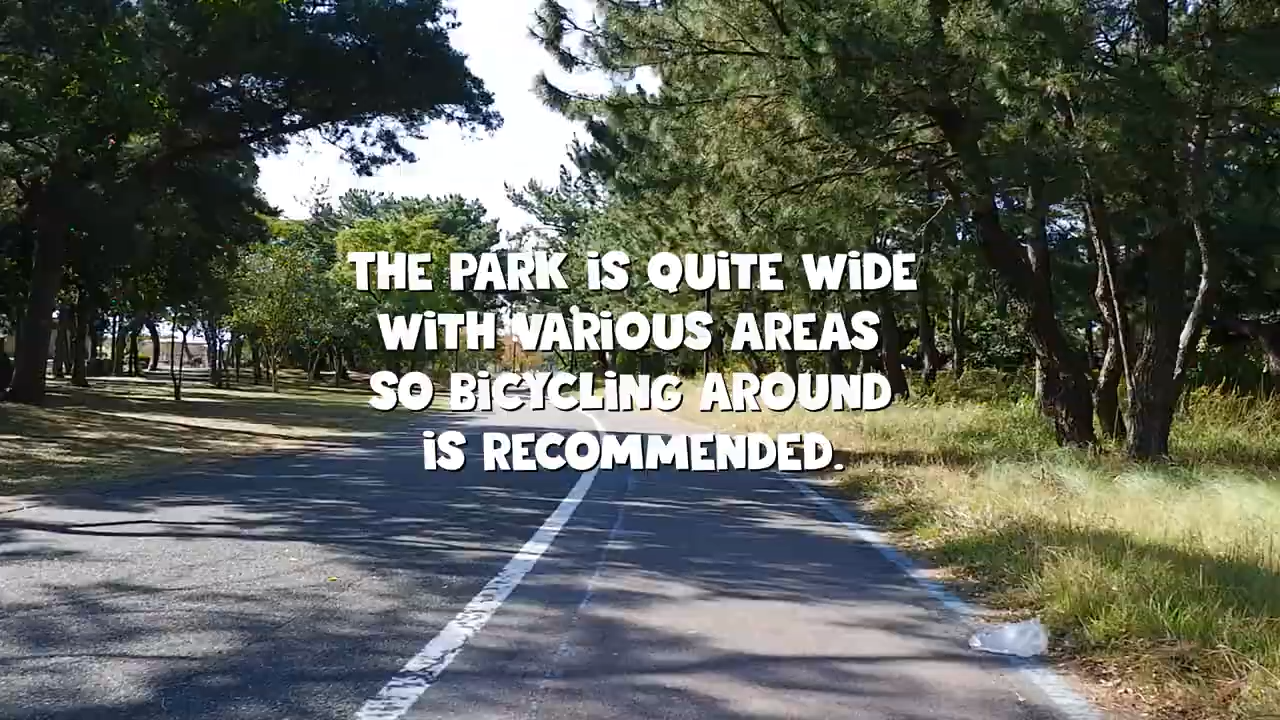 THE PARK iS QUiTE WiDE
WiTH VARiOUS AREAS
SO BiCYCLiNG AROUND
iS RECOMMENDED.